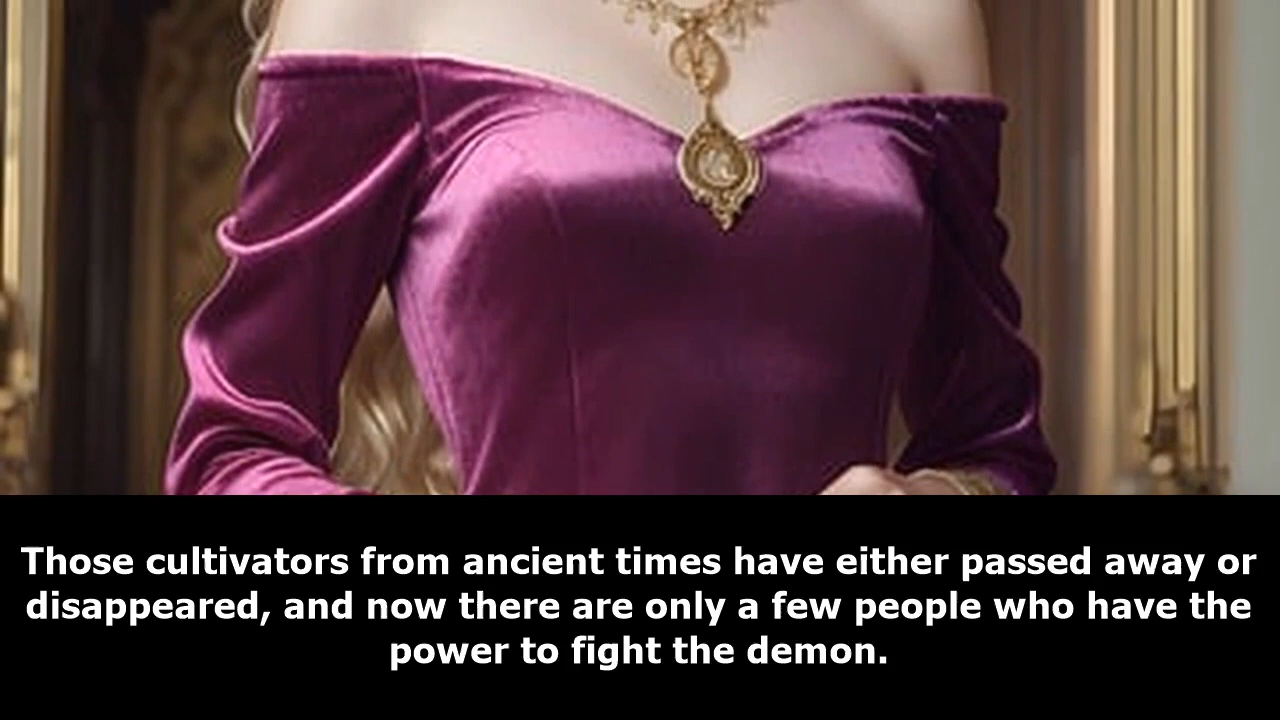 Those cultivators from ancient times have either passed away or
disappeared, and now there are only a few people who have the
power to fight the demon.